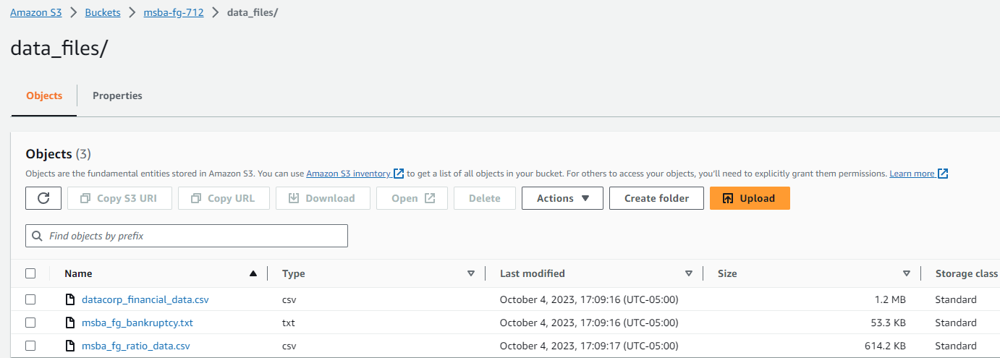 Amazon S3 > Buckets > msba-fg-712 > data_files/
data_files/
Objects Properties
Objects (3)
Objects are the fundamental entities stored in Amazon S3. You can use Amazon S3 inventory to get a list of all objects in your bucket. For others to access your objects, you'll need to explicitly grant them permissions. Learn more
Copy S3 URI Copy URL Download Open Delete Actions Create folder Upload
Find objects by prefix
Name Type Last modified Size Storage class
datacorp_financial_data.csv csv October 4, 2023, 17:09:16 (UTC-05:00) 1.2 MB Standard
msba_fg_bankruptcy.txt txt October 4, 2023, 17:09:16 (UTC-05:00) 53.3 KB Standard
msba_fg_ratio_data.csv csv October 4, 2023, 17:09:17 (UTC-05:00) 614.2 KB Standard